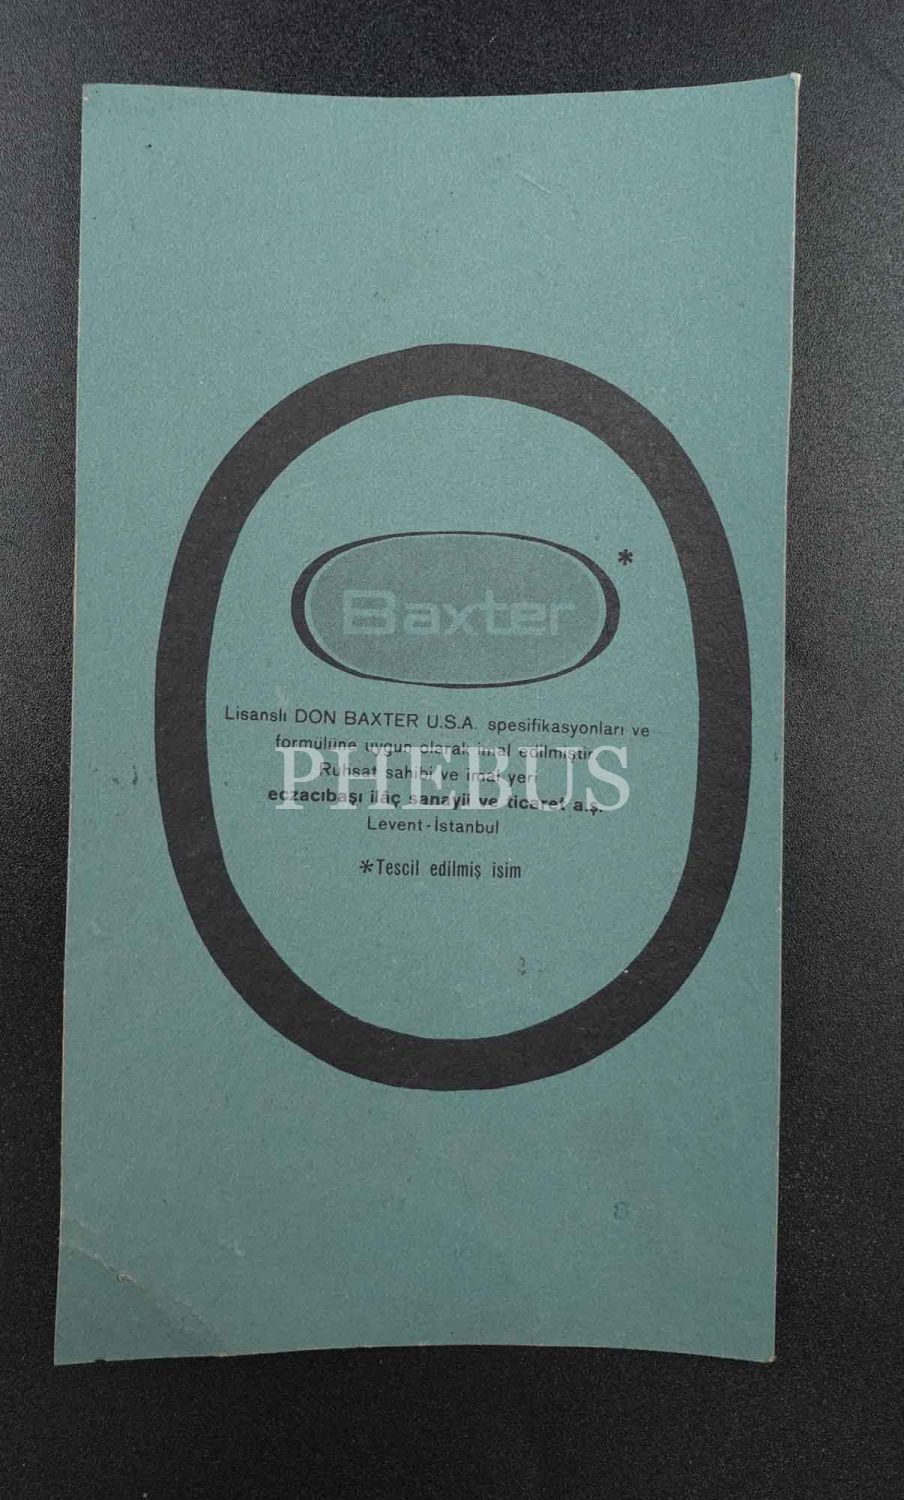 Baxter
*
Lisanslı DON BAXTER U.S.A. spesifikasyonları ve
formülüne uygun olarak imal edilmiştir
Ruhsat sahibi ve imal yeri
eczacıbaşı ilâç sanayii ve ticaret a.ş.
Levent-İstanbul
*Tescil edilmiş isim
PHEBUS